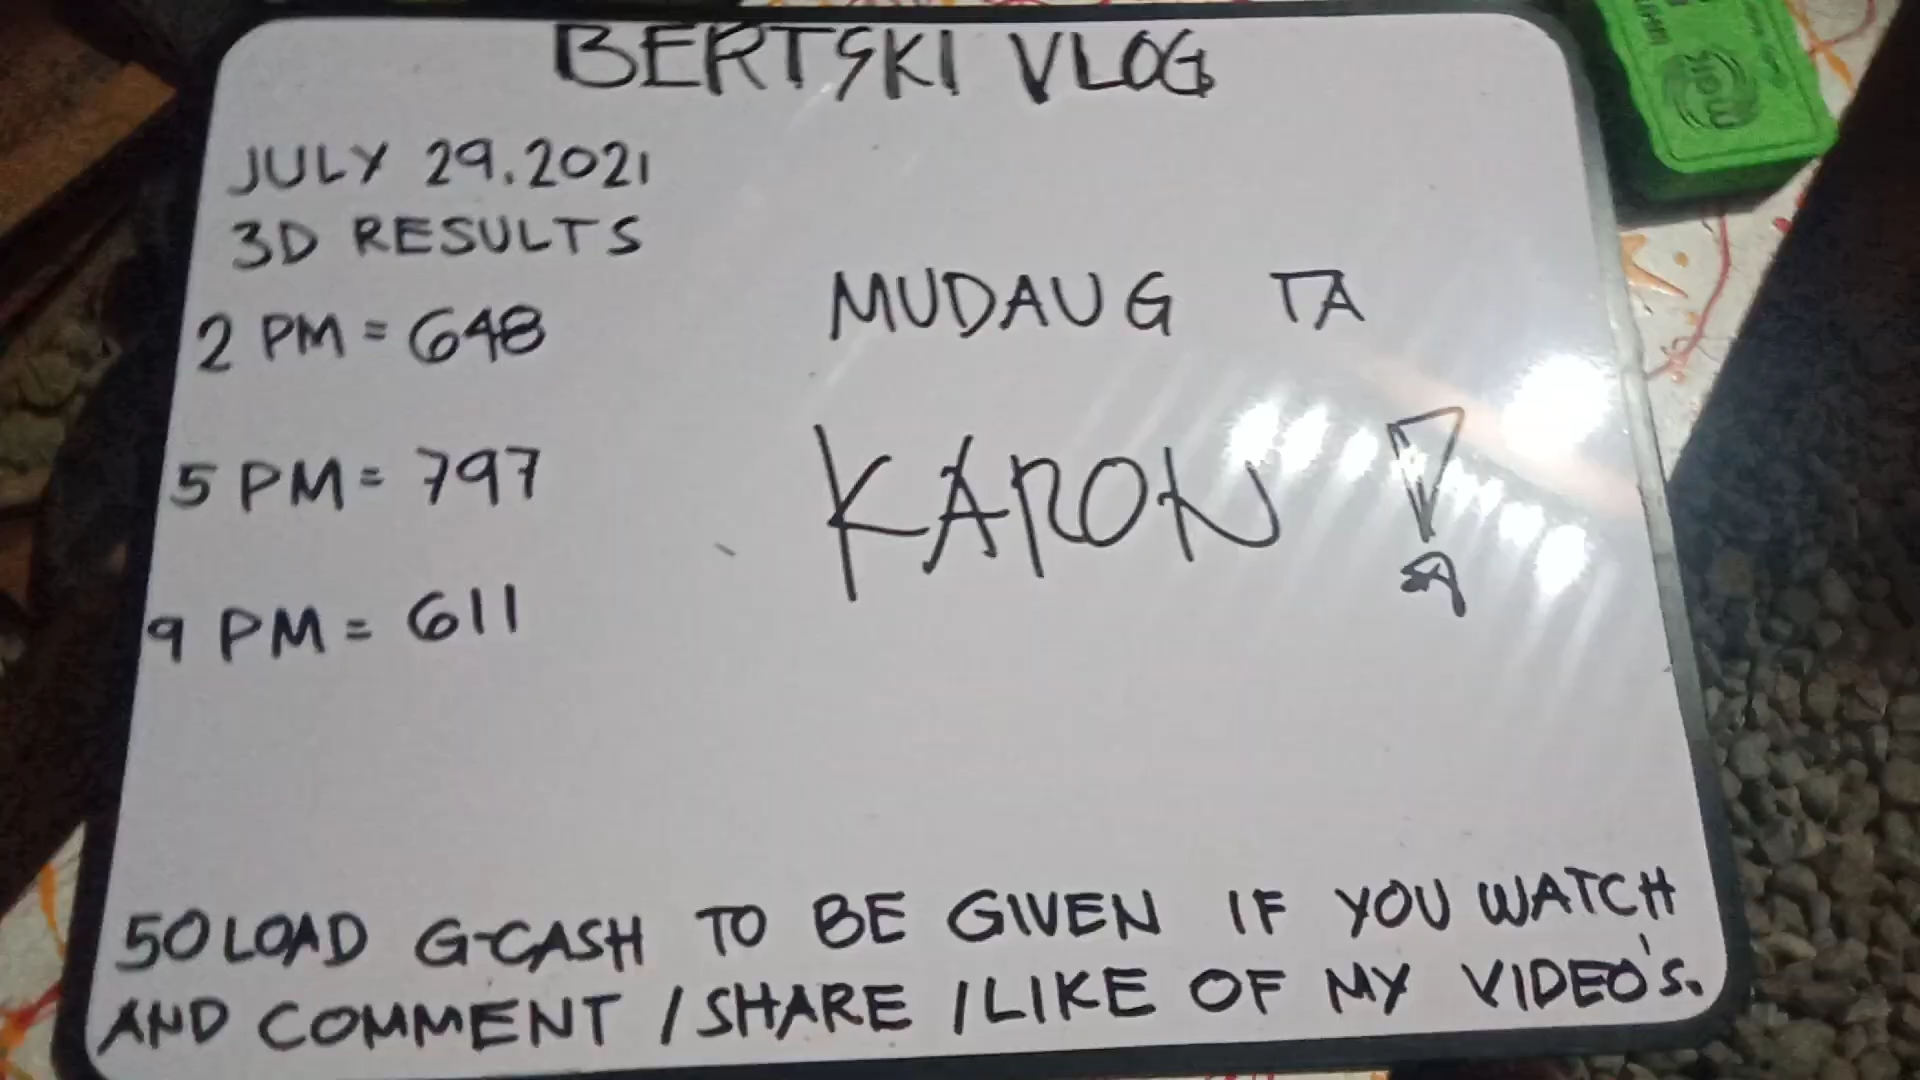 BERTSKI VLOG
JULY 29.2021
3D RESULTS
2 PM = 648
5 PM = 797
9 PM = 611
MUDAUG TA
KARON !
50 LOAD G-CASH TO BE GIVEN IF YOU WATCH
AND COMMENT / SHARE / LIKE OF MY VIDEO'S.